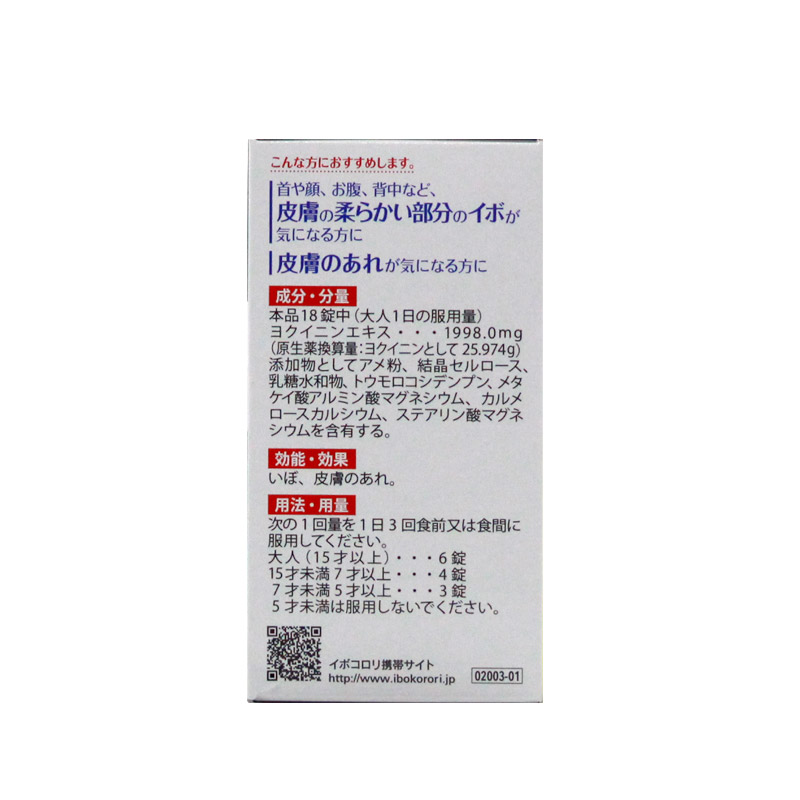 こんな方におすすめします。
首や顔、お腹、背中など、
皮膚の柔らかい部分のイボが
気になる方に
皮膚のあれが気になる方に
成分・分量
本品18錠中(大人1日の服用量)
ヨクイニンエキス・・・1998.0mg
(原生薬換算量:ヨクイニンとして25.974g)
添加物としてアメ粉、結晶セルロース、
乳糖水和物、トウモロコシデンプン、メタ
ケイ酸アルミン酸マグネシウム、カルメ
ロースカルシウム、ステアリン酸マグネ
シウムを含有する。
効能・効果
いぼ、皮膚のあれ。
用法・用量
次の1回量を1日3回食前又は食間に
服用してください。
大人(15才以上)・・・6錠
15才未満7才以上・・・4錠
7才未満5才以上・・・3錠
5才未満は服用しないでください。
イボコロリ携帯サイト
http://www.ibokorori.jp
02003-01